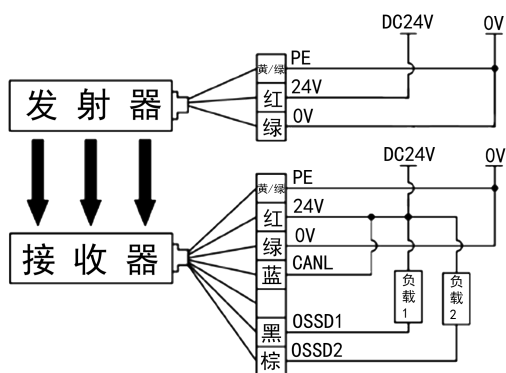 DC24V
0V
黄/绿
PE
发射器
红
24V
绿
0V
DC24V
0V
黄/绿
PE
红
24V
绿
0V
接收器
蓝
CANL
负载1
负载2
黑
OSSD1
棕
OSSD2